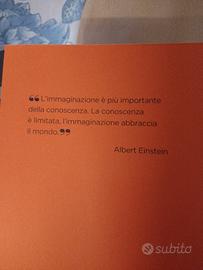 ❝L'immaginazione è più importante
della conoscenza. La conoscenza
è limitata, l'immaginazione abbraccia
il mondo.❞
Albert Einstein
subito